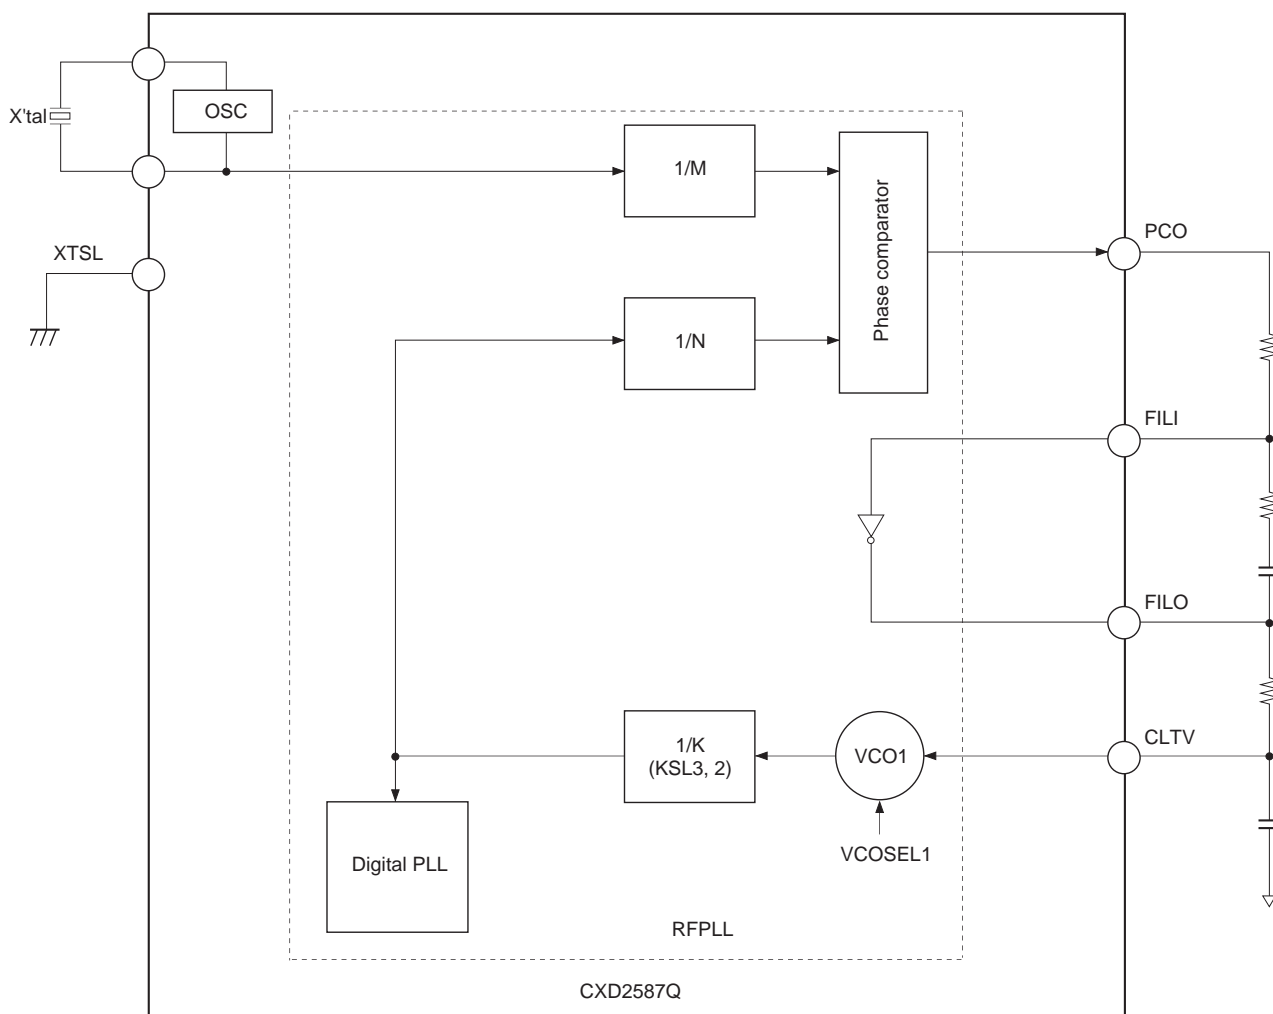 X'tal
OSC
XTSL
1/M
1/N
Phase comparator
PCO
FILI
FILO
CLTV
1/K
(KSL3, 2)
VCO1
VCOSEL1
Digital PLL
RFPLL
CXD2587Q